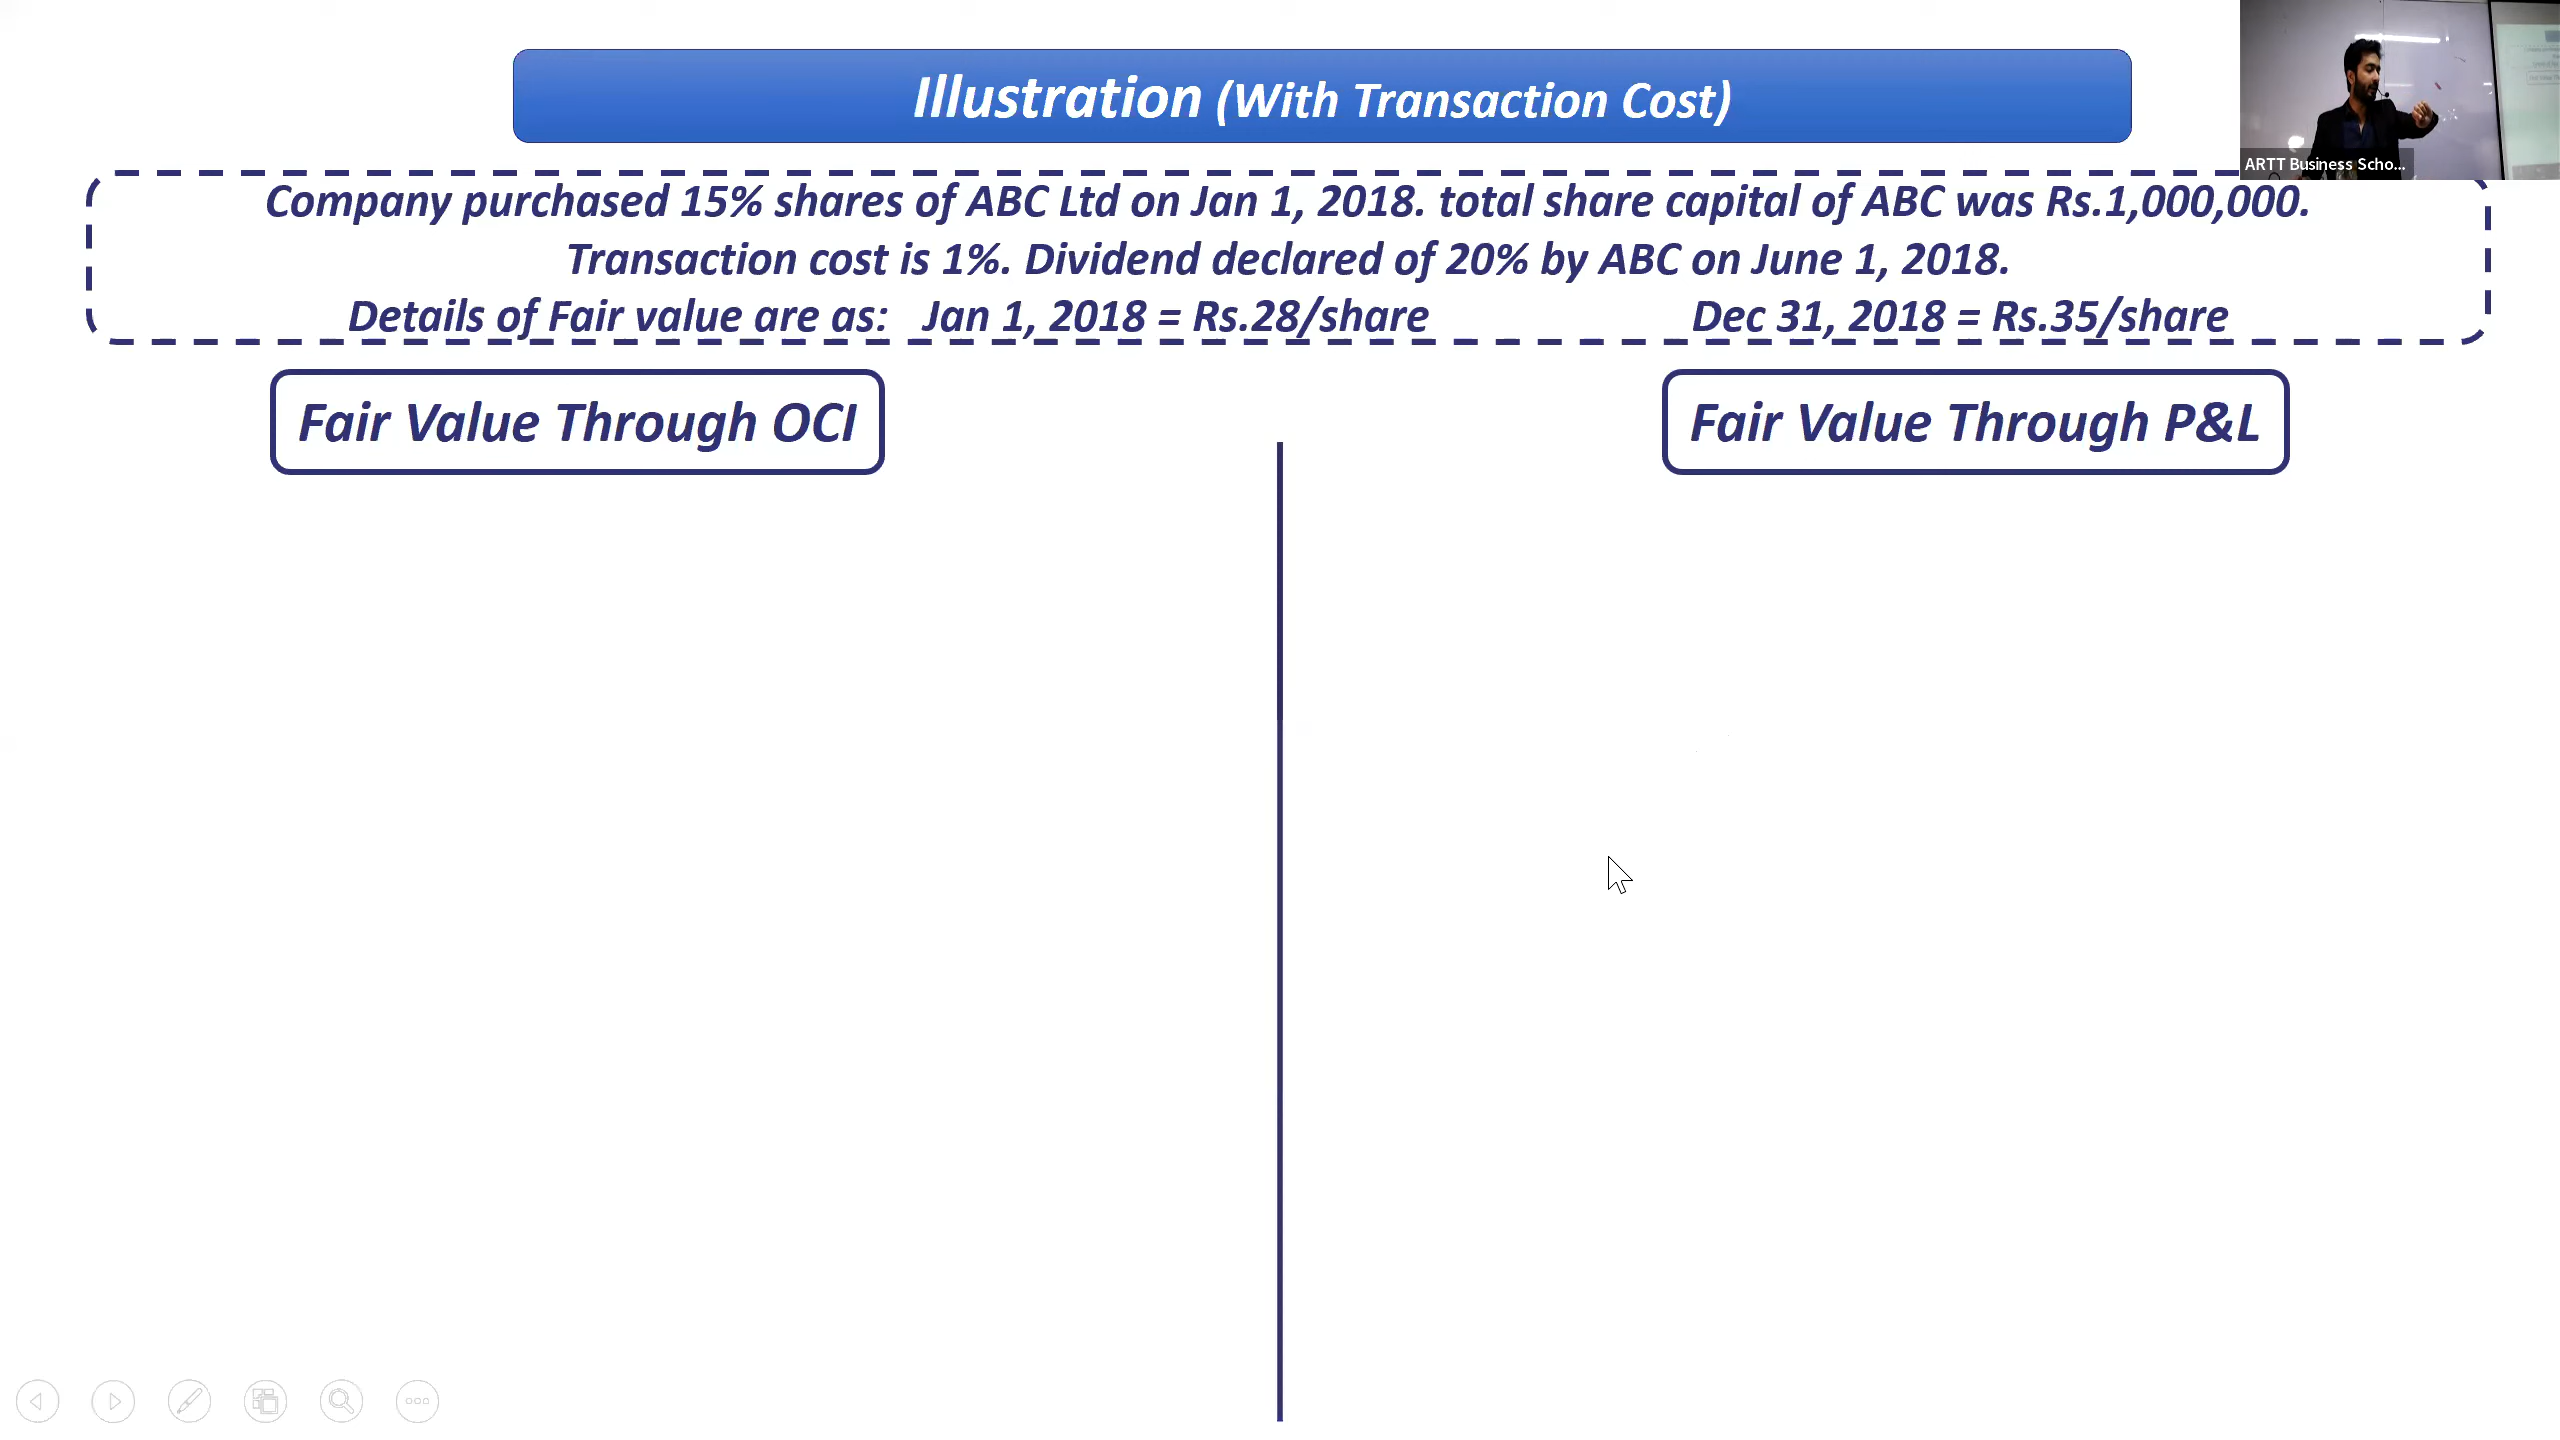 Illustration (With Transaction Cost)
ARTT Business Scho...
Company purchased 15% shares of ABC Ltd on Jan 1, 2018. total share capital of ABC was Rs.1,000,000.
Transaction cost is 1%. Dividend declared of 20% by ABC on June 1, 2018.
Details of Fair value are as: Jan 1, 2018 = Rs.28/share Dec 31, 2018 = Rs.35/share
Fair Value Through OCI
Fair Value Through P&L